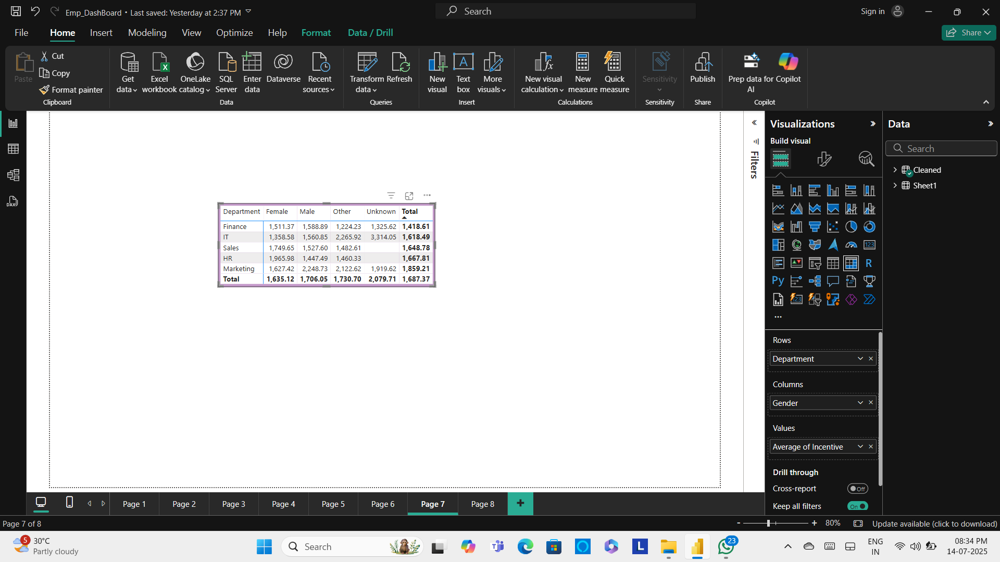 Emp_DashBoard • Last saved: Yesterday at 2:37 PM
Search
Sign in
File Home Insert Modeling View Optimize Help Format Data / Drill
Share
Paste
Cut
Copy
Format painter
Clipboard
Get data
Excel workbook
OneLake catalog
SQL Server
Enter data
Dataverse
Recent sources
Data
Transform data
Refresh
Queries
New visual
Text box
More visuals
Insert
New visual calculation
New measure
Quick measure
Calculations
Sensitivity
Sensitivity
Publish
Share
Prep data for AI
Copilot
Copilot
DAX
Department Female Male Other Unknown Total
Finance 1,511.37 1,588.89 1,224.23 1,325.62 1,418.61
IT 1,358.58 1,560.85 2,265.92 3,314.05 1,618.49
Sales 1,749.65 1,527.60 1,482.61 1,648.78
HR 1,965.98 1,447.49 1,460.33 1,667.81
Marketing 1,627.42 2,248.73 2,122.62 1,919.62 1,859.21
Total 1,635.12 1,706.05 1,730.70 2,079.71 1,687.37
Filters
Visualizations
Build visual
123
R
Py
123
Rows
Department
Columns
Gender
Values
Average of Incentive
Drill through
Cross-report
Off
Keep all filters
On
Data
Search
Cleaned
Sheet1
Page 1 Page 2 Page 3 Page 4 Page 5 Page 6 Page 7 Page 8 +
Page 7 of 8
- + 80%
Update available (click to download)
5
30°C
Partly cloudy
Search
L
23
ENG
IN
08:34 PM
14-07-2025